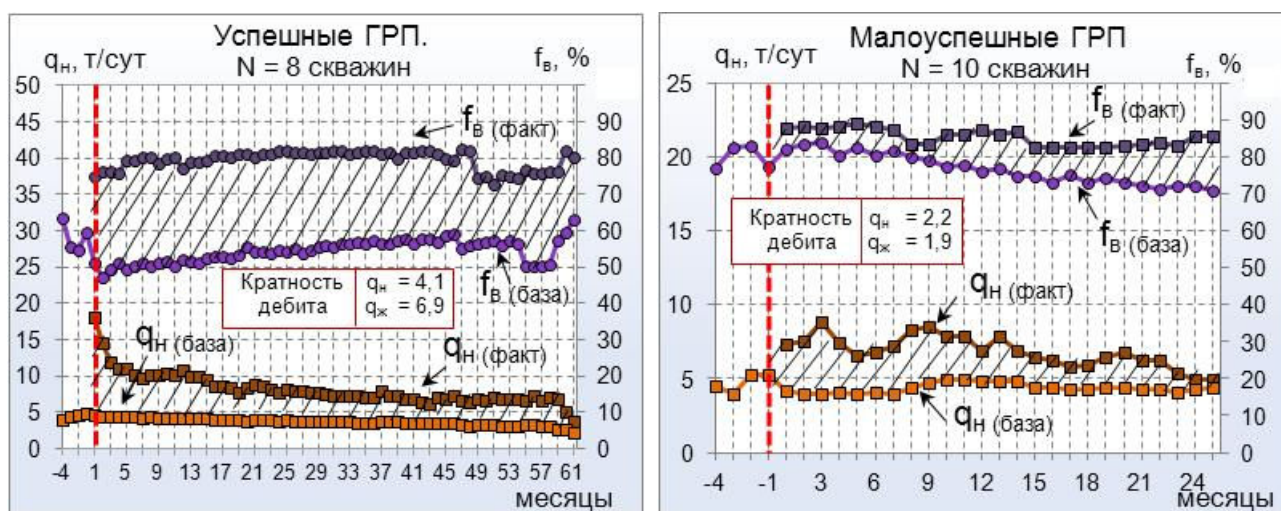 Успешные ГРП.
qн, т/сут
N = 8 скважин
fв, %
50
45
40
35
30
25
20
15
10
5
0
90
80
70
60
50
40
30
20
10
0
fв (факт)
fв (база)
Кратность дебита
qн = 4,1
qж = 6,9
qн (база)
qн (факт)
-4 1 5 9 13 17 21 25 29 33 37 41 45 49 53 57 61
месяцы
Малоуспешные ГРП
qн, т/сут
N = 10 скважин
fв, %
25
20
15
10
5
0
90
80
70
60
50
40
30
20
10
0
fв (факт)
fв (база)
Кратность дебита
qн = 2,2
qж = 1,9
qн (факт)
qн (база)
-4 -1 3 6 9 12 15 18 21 24
месяцы